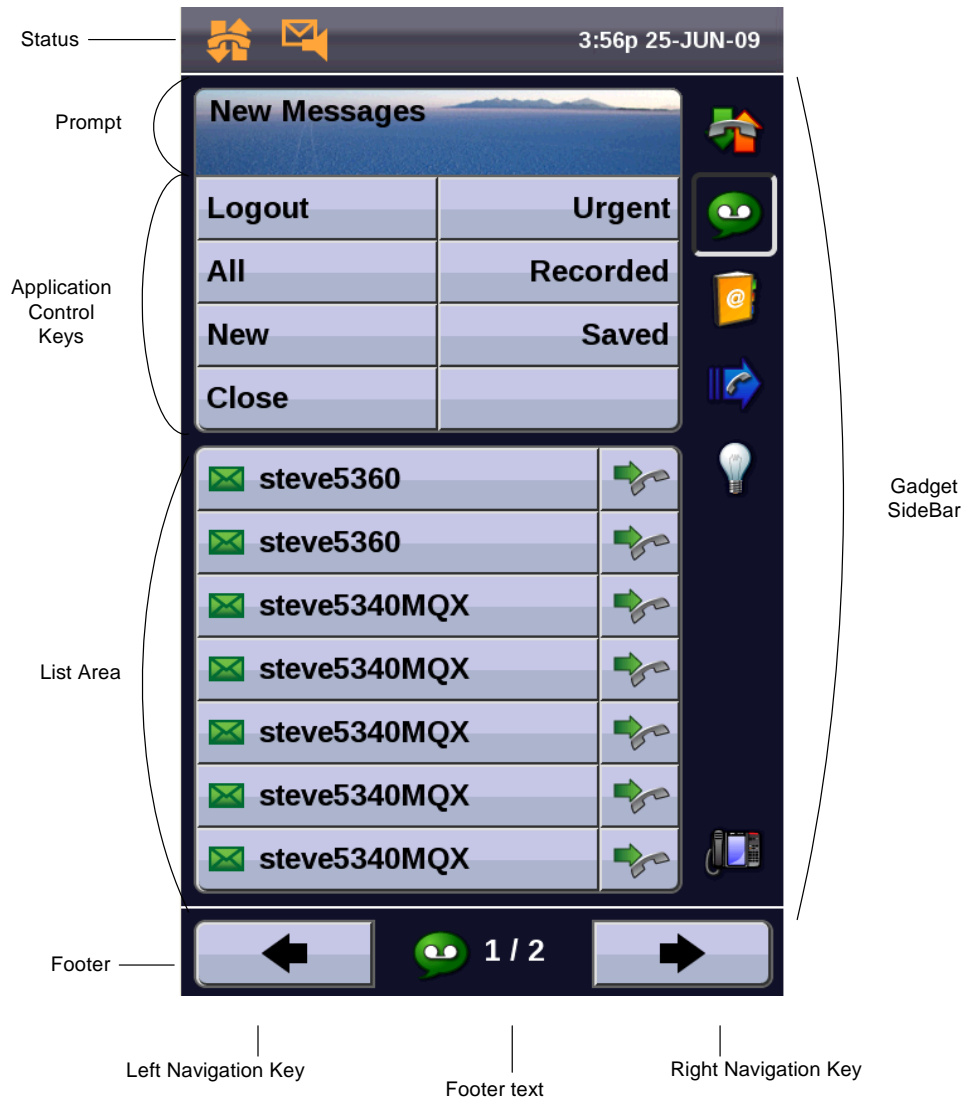 Status
3:56p 25-JUN-09
Prompt
New Messages
Application
Control
Keys
Logout
Urgent
All
Recorded
@
New
Saved
Close
Gadget
SideBar
List Area
steve5360
steve5360
steve5340MQX
steve5340MQX
steve5340MQX
steve5340MQX
steve5340MQX
Footer
1 / 2
Left Navigation Key
Footer text
Right Navigation Key